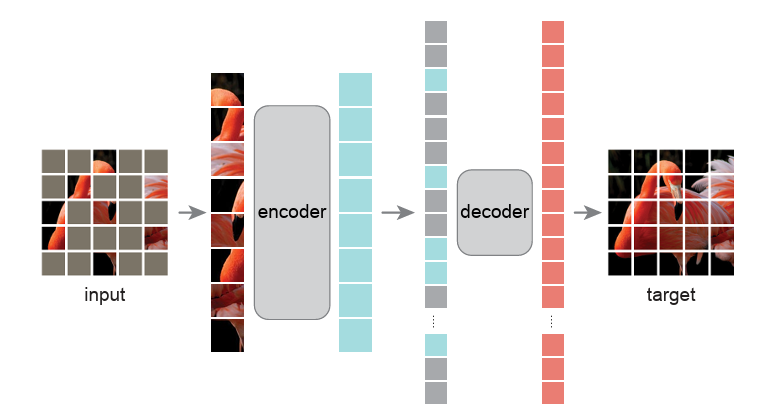 input
encoder
decoder
target